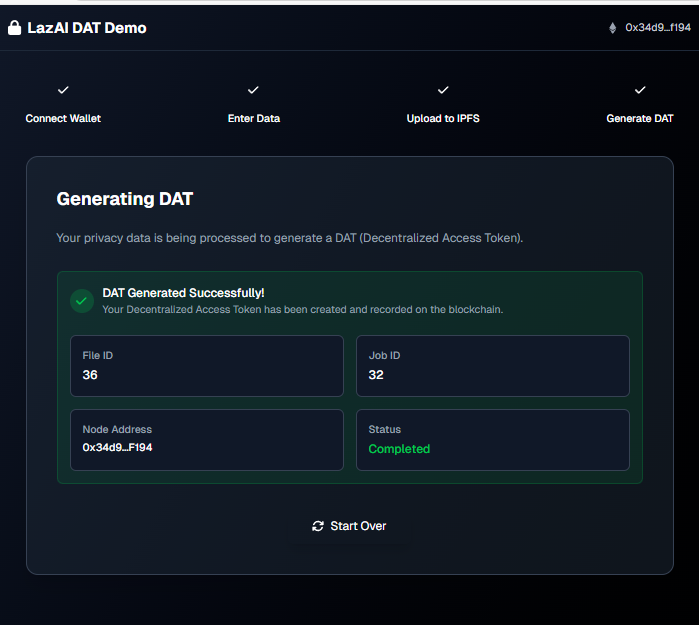 LazAI DAT Demo
0x34d9...f194
Connect Wallet
Enter Data
Upload to IPFS
Generate DAT
Generating DAT
Your privacy data is being processed to generate a DAT (Decentralized Access Token).
DAT Generated Successfully!
Your Decentralized Access Token has been created and recorded on the blockchain.
File ID
36
Job ID
32
Node Address
0x34d9...F194
Status
Completed
Start Over